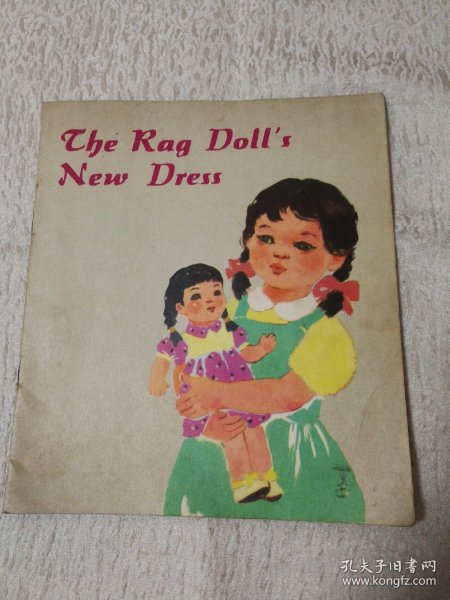 The Rag Doll's
New Dress
孔夫子旧书网
www.kongfz.com